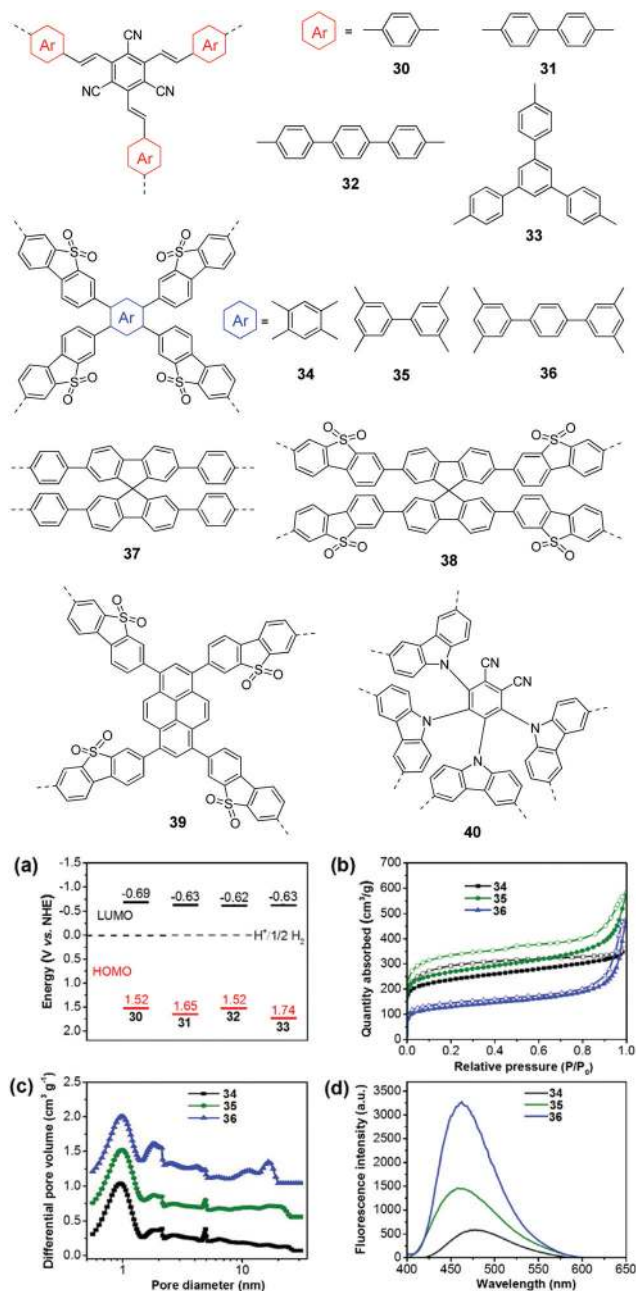 Ar
CN
Ar
NC
CN
Ar
Ar =
30
31
32
33
O O
S
O O
S
Ar
S
O O
S
O O
Ar =
34
35
36
37
O O
S
O O
S
S
O O
S
O O
38
O O
S
O
S
O
O
S
O
S
O O
39
N
CN
CN
N
N
N
40
(a)
-1.5
-1.0
-0.5
0.0
0.5
1.0
1.5
2.0
Energy (V vs. NHE)
-0.69 -0.63 -0.62 -0.63
LUMO
H⁺/1/2 H₂
HOMO
1.52 1.65 1.52 1.74
30 31 32 33
(b)
700
600
500
400
300
200
100
0
Quantity absorbed (cm³/g)
34
35
36
0.0 0.2 0.4 0.6 0.8 1.0
Relative pressure (P/P₀)
(c)
2.5
2.0
1.5
1.0
0.5
0.0
Differential pore volume (cm³ g⁻¹)
34
35
36
1 10
Pore diameter (nm)
(d)
3500
3000
2500
2000
1500
1000
500
0
Fluorescence intensity (a.u.)
34
35
36
400 450 500 550 600 650
Wavelength (nm)